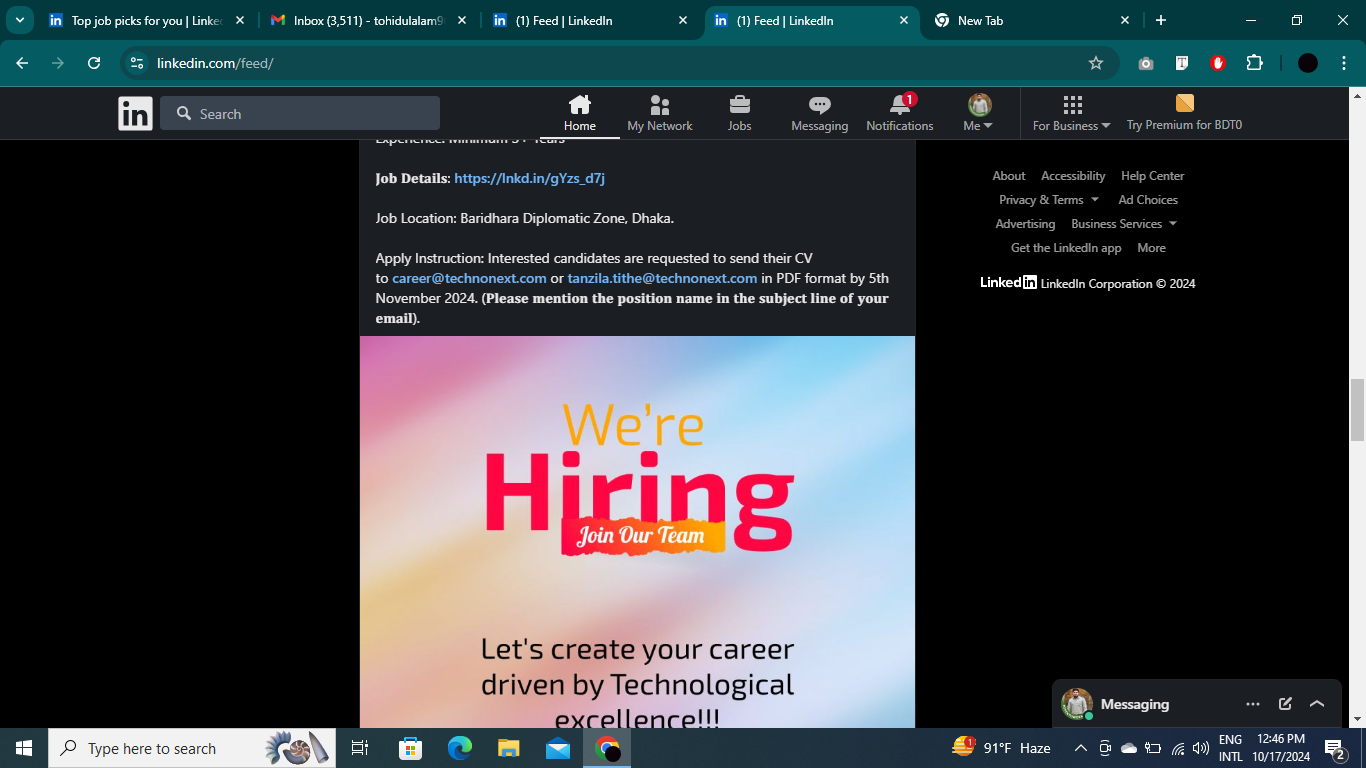 Top job picks for you | Linke
Inbox (3,511) - tohidulalam9
(1) Feed | LinkedIn
(1) Feed | LinkedIn
New Tab
linkedin.com/feed/
in
Search
Home
My Network
Jobs
Messaging
1
Notifications
Me
For Business
Try Premium for BDT0
Experience: Minimum 3+ Years
Job Details: https://lnkd.in/gYzs_d7j
Job Location: Baridhara Diplomatic Zone, Dhaka.
Apply Instruction: Interested candidates are requested to send their CV
to career@technonext.com or tanzila.tithe@technonext.com in PDF format by 5th
November 2024. (Please mention the position name in the subject line of your
email).
We're
Hiring
Join Our Team
Let's create your career
driven by Technological
excellence!!!
About Accessibility Help Center
Privacy & Terms Ad Choices
Advertising Business Services
Get the LinkedIn app More
LinkedIn LinkedIn Corporation © 2024
Messaging
Type here to search
1
91°F Haze
ENG
INTL
12:46 PM
10/17/2024
2